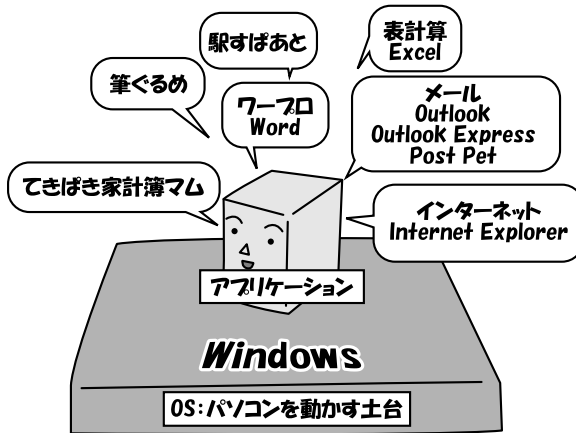 駅すぱあと
表計算
Excel
筆ぐるめ
ワープロ
Word
メール
Outlook
Outlook Express
Post Pet
てきぱき家計簿マム
インターネット
Internet Explorer
アプリケーション
Windows
OS:パソコンを動かす土台